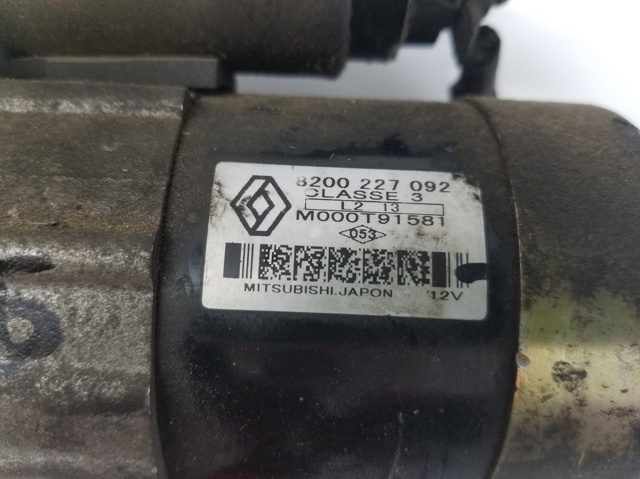 8200 227 092
CLASSE 3
L2 13
M000T91581
053
MITSUBISHI.JAPON 12V